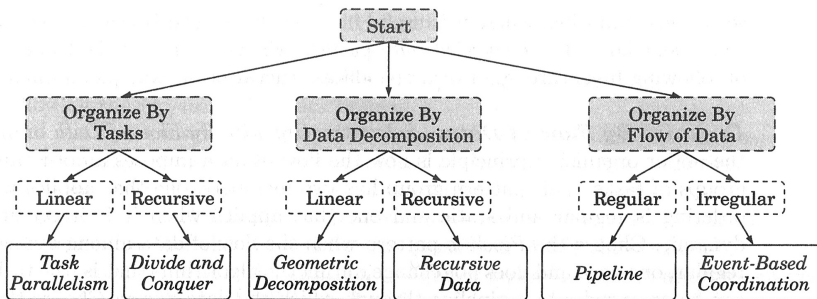 Start
Organize By
Tasks
Organize By
Data Decomposition
Organize By
Flow of Data
Linear
Recursive
Linear
Recursive
Regular
Irregular
Task
Parallelism
Divide and
Conquer
Geometric
Decomposition
Recursive
Data
Pipeline
Event-Based
Coordination